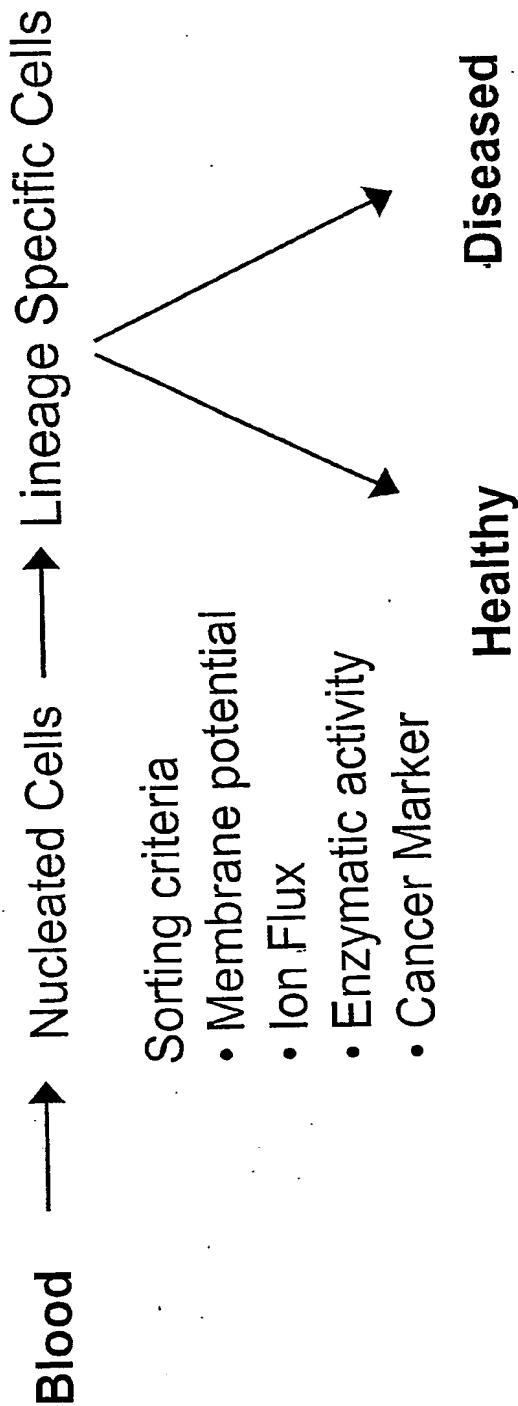 Blood Nucleated Cells Lineage Specific Cells
Sorting criteria
• Membrane potential
• Ion Flux
• Enzymatic activity
• Cancer Marker
Healthy Diseased